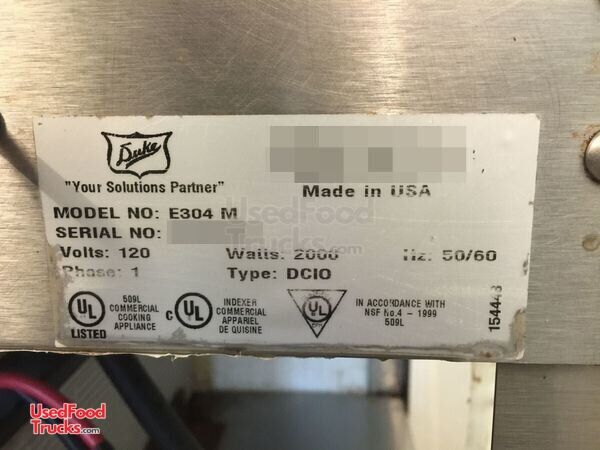 Duke
"Your Solutions Partner"
Made in USA
MODEL NO: E304 M
SERIAL NO:
Volts: 120 Watts: 2000 Hz: 50/60
Phase: 1 Type: DCIO
UL
LISTED
509L
COMMERCIAL
COOKING
APPLIANCE
C UL
INDEXER
COMMERCIAL
APPARIEL
DE QUISINE
UL
EPH
IN ACCORDANCE WITH
NSF No.4 - 1999
509L
UsedFood
Trucks.com
UsedFood
Trucks.com